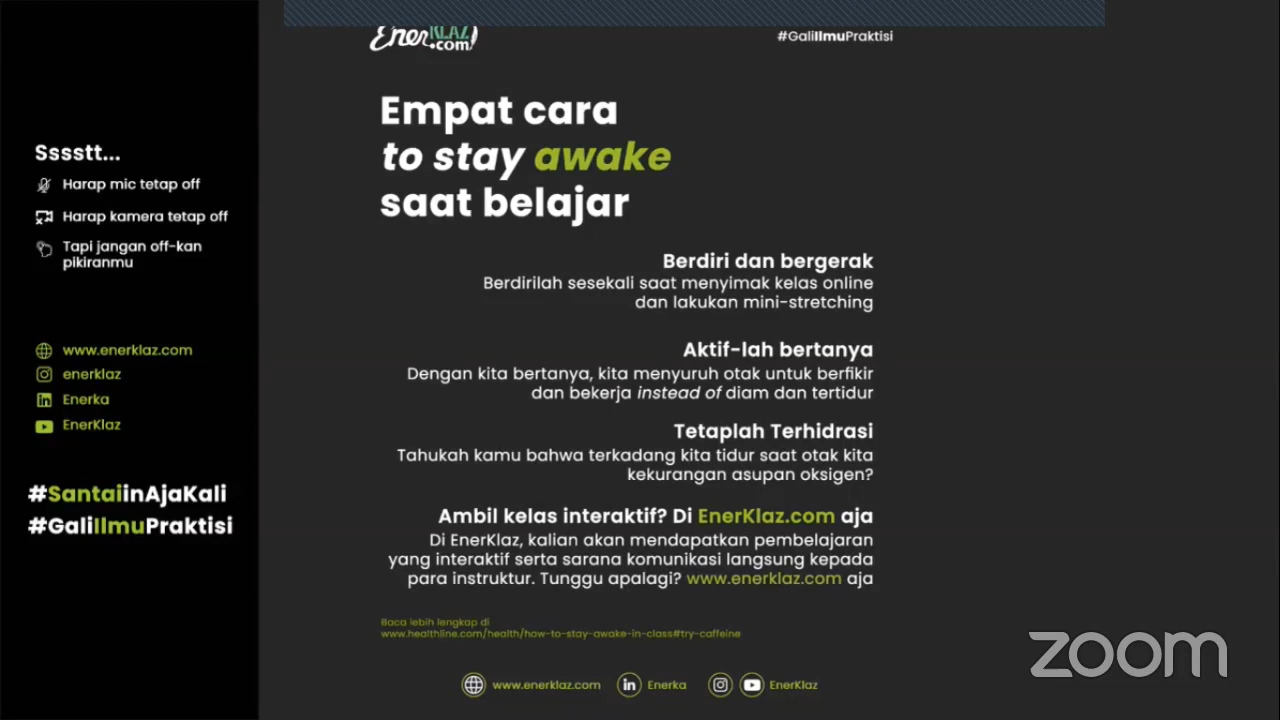 Sssstt...
Harap mic tetap off
Harap kamera tetap off
Tapi jangan off-kan
pikiranmu
www.enerklaz.com
enerklaz
Enerka
EnerKlaz
#SantaiinAjaKali
#GaliIlmuPraktisi
EnerKLAZ
.com
#GaliIlmuPraktisi
Empat cara
to stay awake
saat belajar
Berdiri dan bergerak
Berdirilah sesekali saat menyimak kelas online
dan lakukan mini-stretching
Aktif-lah bertanya
Dengan kita bertanya, kita menyuruh otak untuk berfikir
dan bekerja instead of diam dan tertidur
Tetaplah Terhidrasi
Tahukah kamu bahwa terkadang kita tidur saat otak kita
kekurangan asupan oksigen?
Ambil kelas interaktif? Di EnerKlaz.com aja
Di EnerKlaz, kalian akan mendapatkan pembelajaran
yang interaktif serta sarana komunikasi langsung kepada
para instruktur. Tunggu apalagi? www.enerklaz.com aja
Baca lebih lengkap di
www.healthline.com/health/how-to-stay-awake-in-class#try-caffeine
www.enerklaz.com Enerka EnerKlaz
zoom